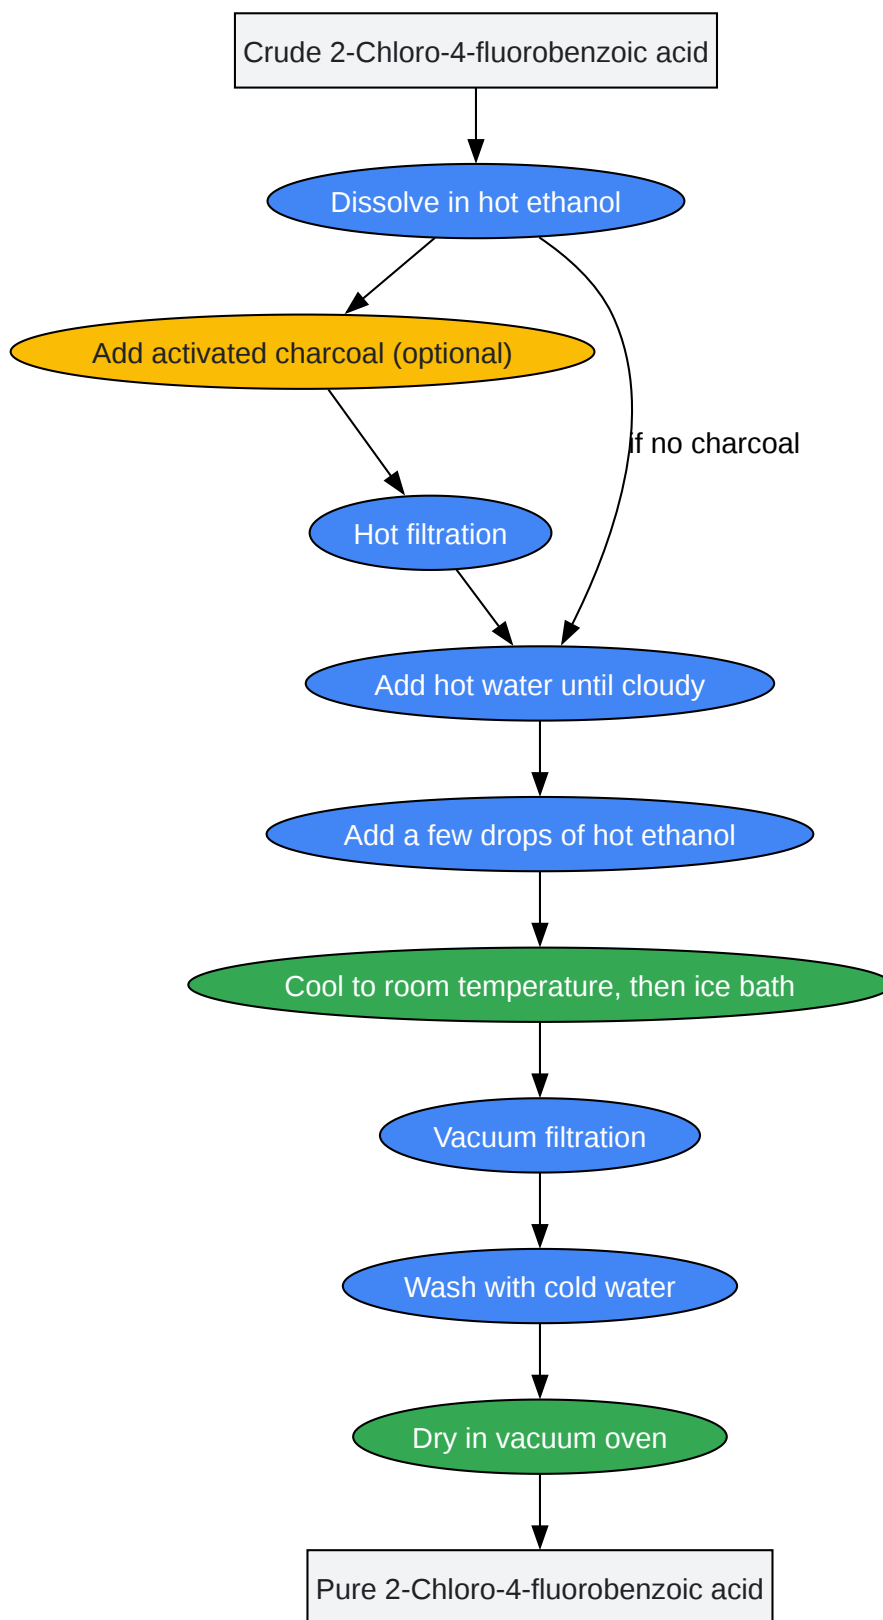 Crude 2-Chloro-4-fluorobenzoic acid
Dissolve in hot ethanol
Add activated charcoal (optional)
if no charcoal
Hot filtration
Add hot water until cloudy
Add a few drops of hot ethanol
Cool to room temperature, then ice bath
Vacuum filtration
Wash with cold water
Dry in vacuum oven
Pure 2-Chloro-4-fluorobenzoic acid